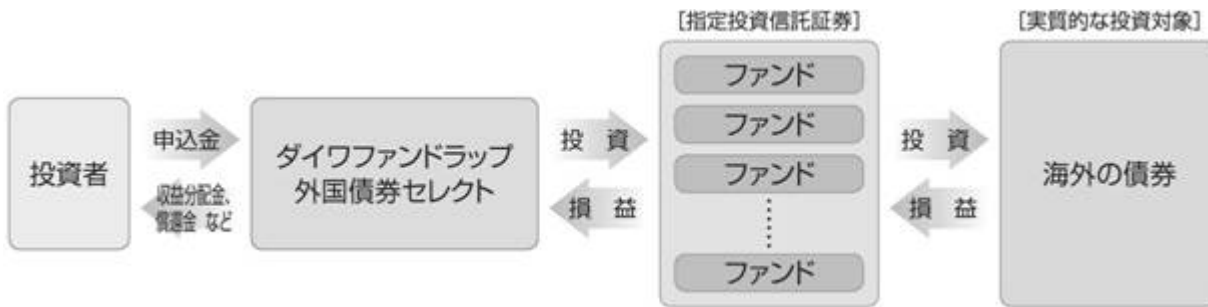 [指定投資信託証券]
[実質的な投資対象]
投資者
申込金
収益分配金、
償還金 など
ダイワファンドラップ
外国債券セレクト
投 資
損 益
ファンド
ファンド
ファンド
ファンド
投 資
損 益
海外の債券